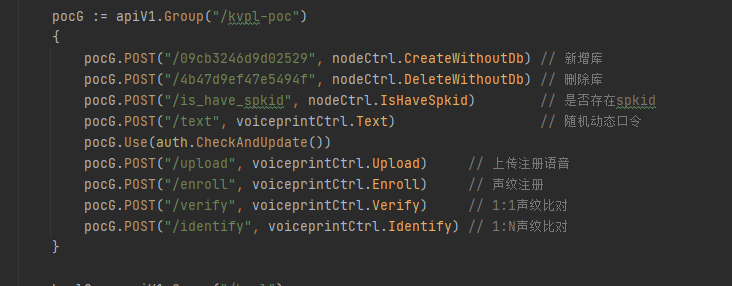 pocG := apiV1.Group("/kvpl-poc")
{
pocG.POST("/09cb3246d9d02529", nodeCtrl.CreateWithoutDb) // 新增库
pocG.POST("/4b47d9ef47e5494f", nodeCtrl.DeleteWithoutDb) // 删除库
pocG.POST("/is_have_spkid", nodeCtrl.IsHaveSpkid) // 是否存在spkid
pocG.POST("/text", voiceprintCtrl.Text) // 随机动态口令
pocG.Use(auth.CheckAndUpdate())
pocG.POST("/upload", voiceprintCtrl.Upload) // 上传注册语音
pocG.POST("/enroll", voiceprintCtrl.Enroll) // 声纹注册
pocG.POST("/verify", voiceprintCtrl.Verify) // 1:1声纹比对
pocG.POST("/identify", voiceprintCtrl.Identify) // 1:N声纹比对
}